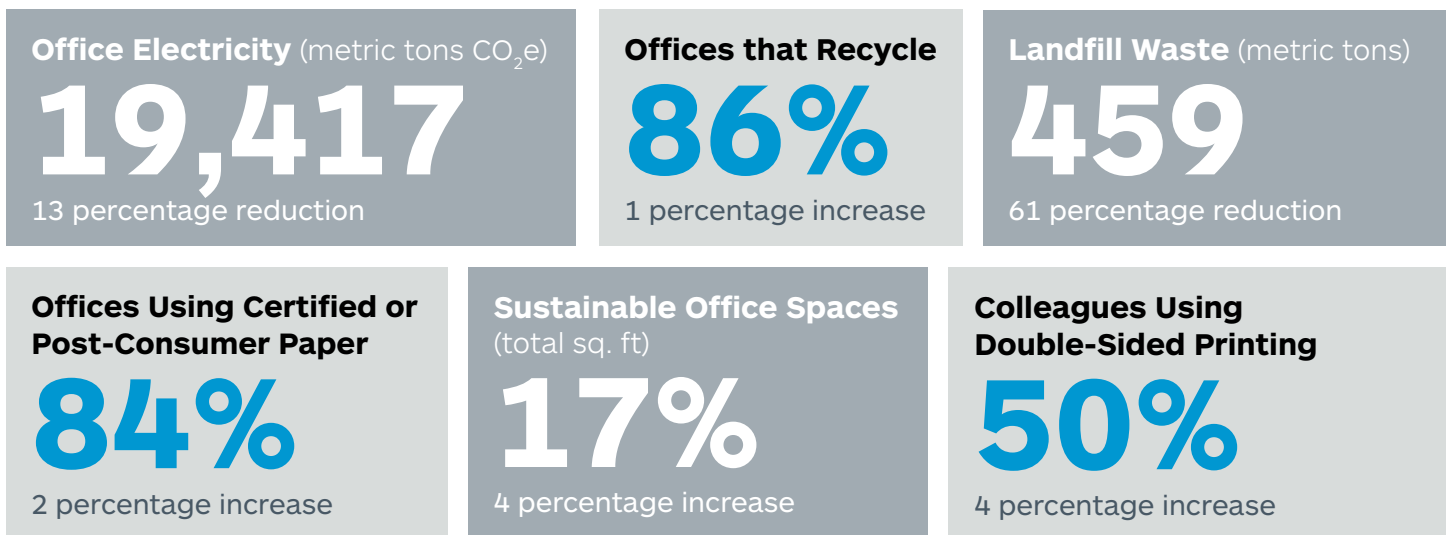 Office Electricity (metric tons CO₂e)
19,417
13 percentage reduction
Offices that Recycle
86%
1 percentage increase
Landfill Waste (metric tons)
459
61 percentage reduction
Offices Using Certified or
Post-Consumer Paper
84%
2 percentage increase
Sustainable Office Spaces
(total sq. ft)
17%
4 percentage increase
Colleagues Using
Double-Sided Printing
50%
4 percentage increase